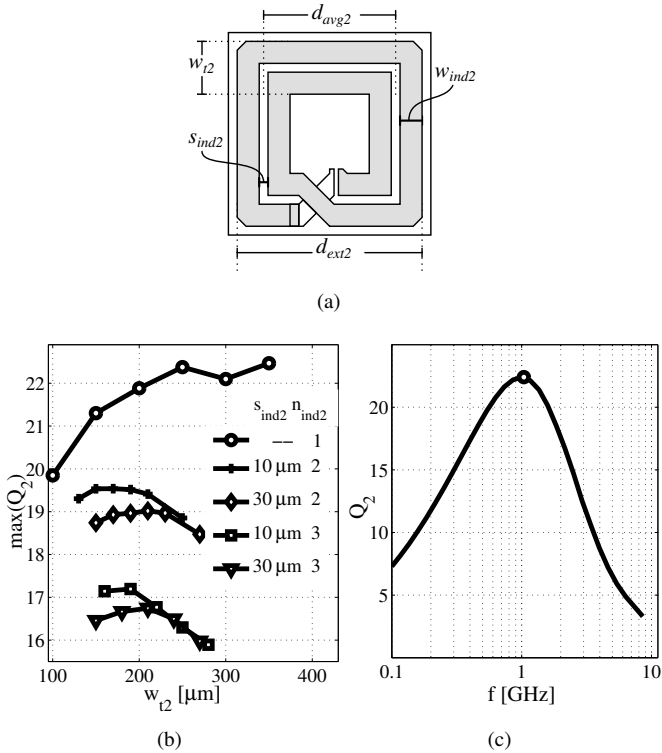 d_avg2
w_t2
w_ind2
s_ind2
d_ext2
(a)
22
21
20
19
18
17
16
max(Q_2)
s_ind2 n_ind2
−− 1
10 μm 2
30 μm 2
10 μm 3
30 μm 3
100 200 300 400
w_t2 [μm]
(b)
20
15
10
5
Q_2
0.1 1 10
f [GHz]
(c)